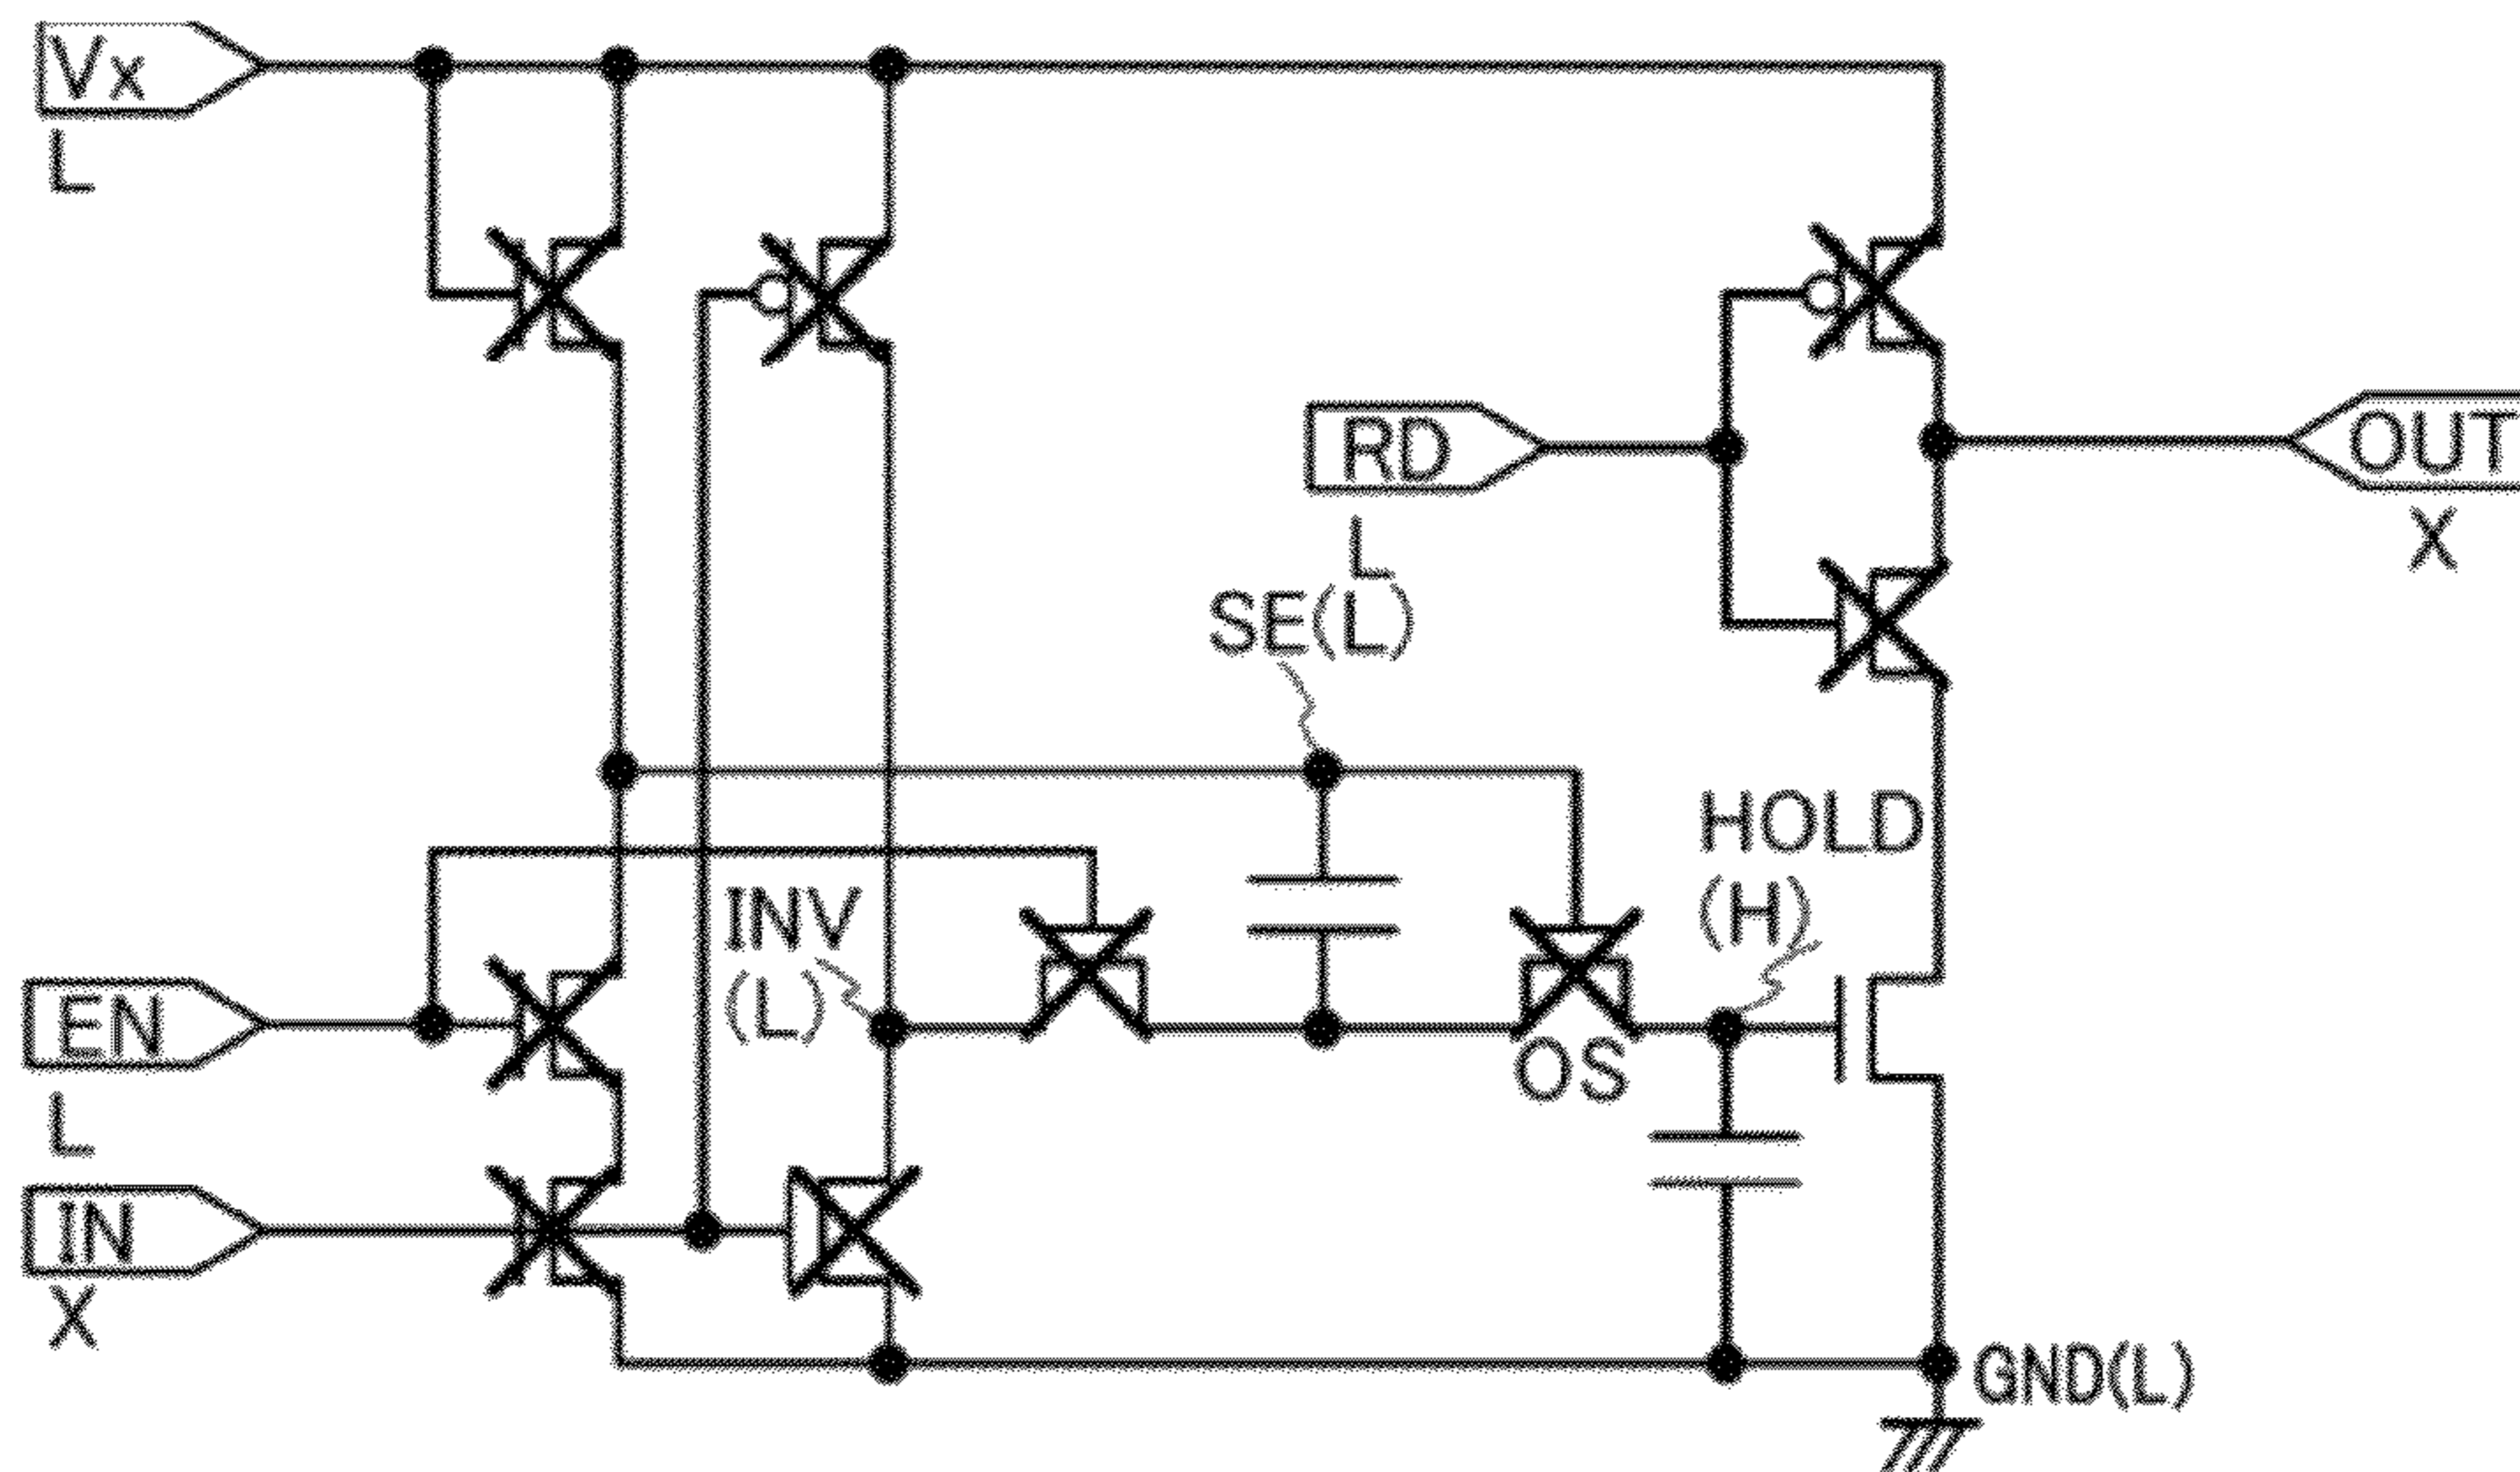 Vx
L
RD
L
OUT
X
SE(L)
HOLD
(H)
INV
(L)
EN
L
OS
IN
X
GND(L)